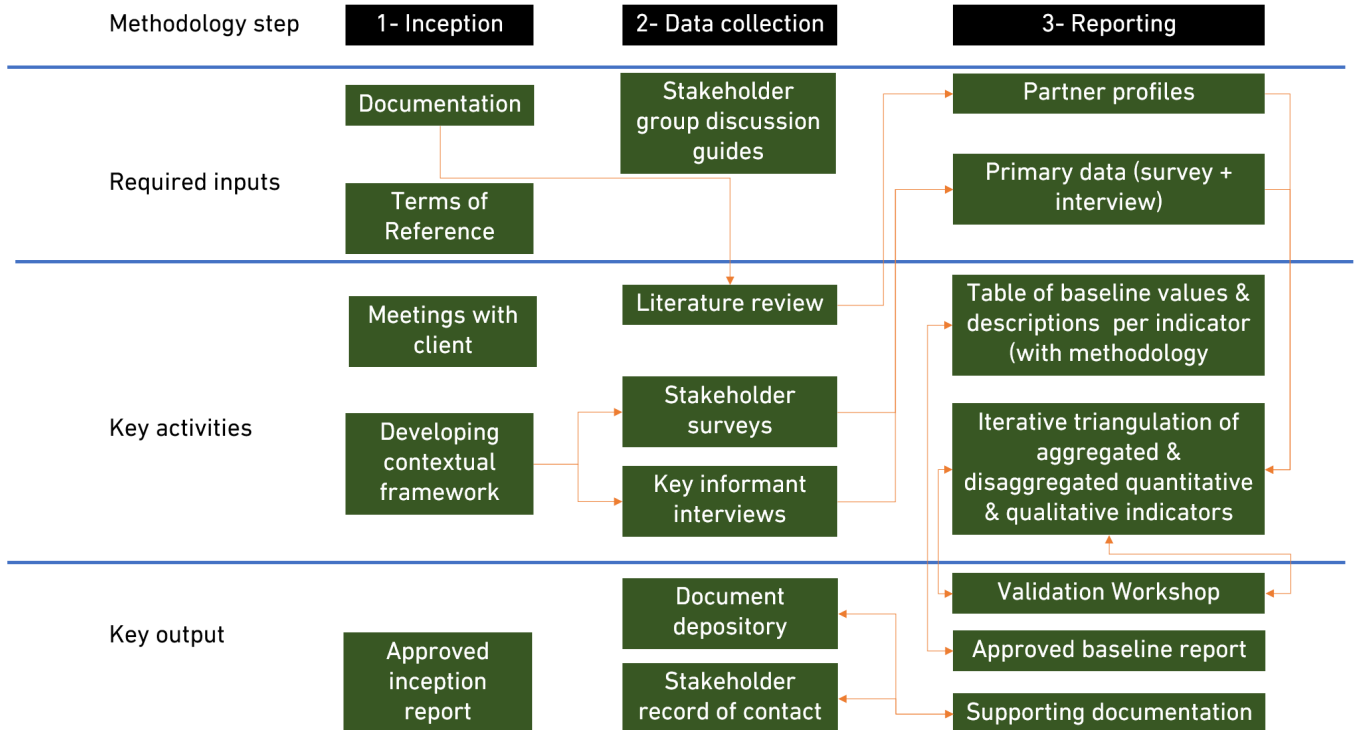 Methodology step
1- Inception
2- Data collection
3- Reporting
Required inputs
Documentation
Terms of
Reference
Stakeholder
group discussion
guides
Partner profiles
Primary data (survey +
interview)
Key activities
Meetings with
client
Developing
contextual
framework
Literature review
Stakeholder
surveys
Key informant
interviews
Table of baseline values &
descriptions  per indicator
(with methodology
Iterative triangulation of
aggregated &
disaggregated quantitative
& qualitative indicators
Key output
Approved
inception
report
Document
depository
Stakeholder
record of contact
Validation Workshop
Approved baseline report
Supporting documentation